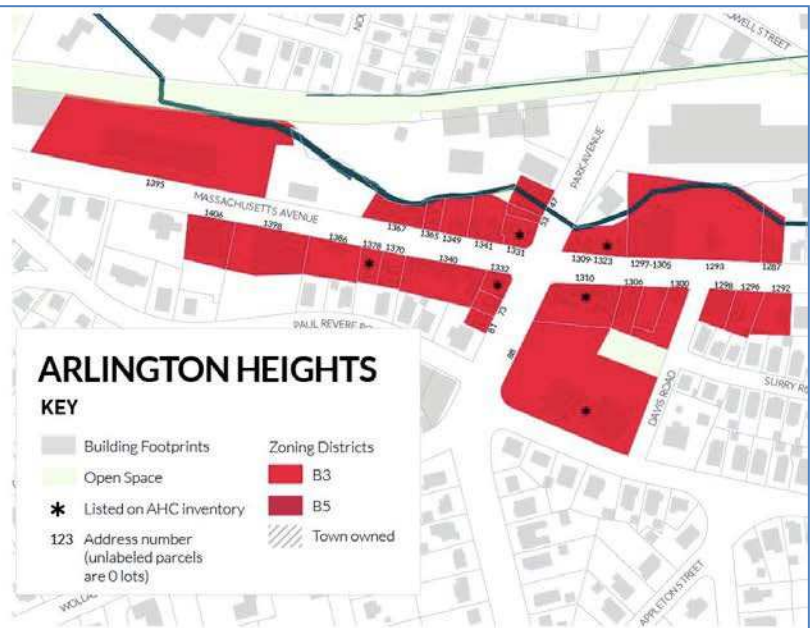 PARK AVENUE
1395
MASSACHUSETTS AVENUE
1406
1398
1386
1378
1370
1340
1332
1367
1365
1349
1341
1331
53
47
1309-1323
1297-1305
1293
1287
1316
1306
1300
1298
1296
1292
73
81
88
PAUL REVERE
DAVIS ROAD
SURRY
APPLETON STREET
ARLINGTON HEIGHTS
KEY
Building Footprints
Open Space
Listed on AHC inventory
123 Address number
(unlabeled parcels
are 0 lots)
Zoning Districts
B3
B5
Town owned